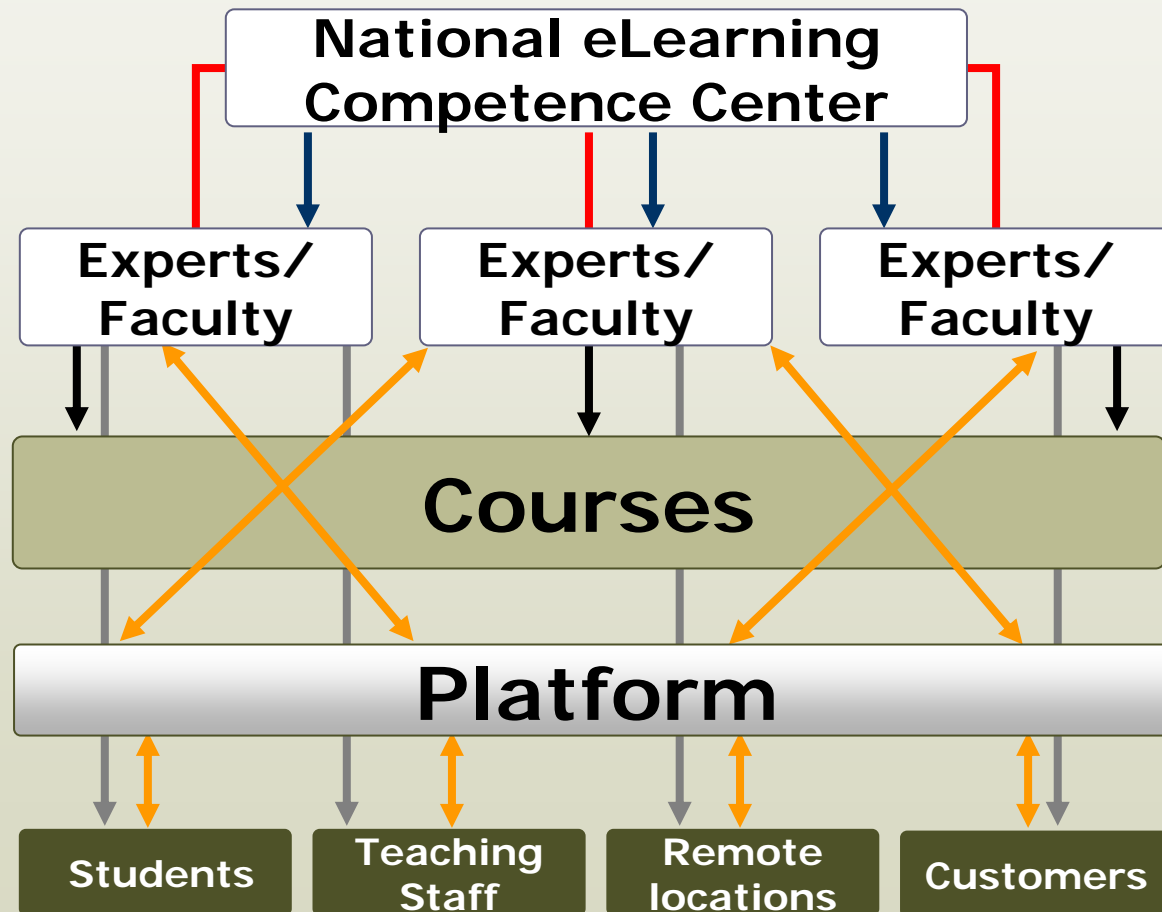 National eLearning
Competence Center
Experts/
Faculty
Experts/
Faculty
Experts/
Faculty
Courses
Platform
Students
Teaching
Staff
Remote
locations
Customers